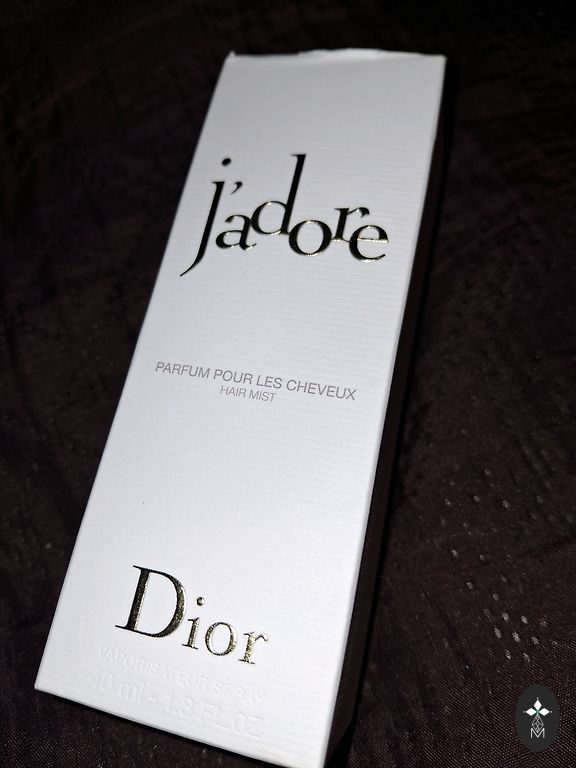 j'adore
PARFUM POUR LES CHEVEUX
HAIR MIST
Dior
VAPORISATEUR SPRAY
40 ml - 1.3 FL.OZ
M